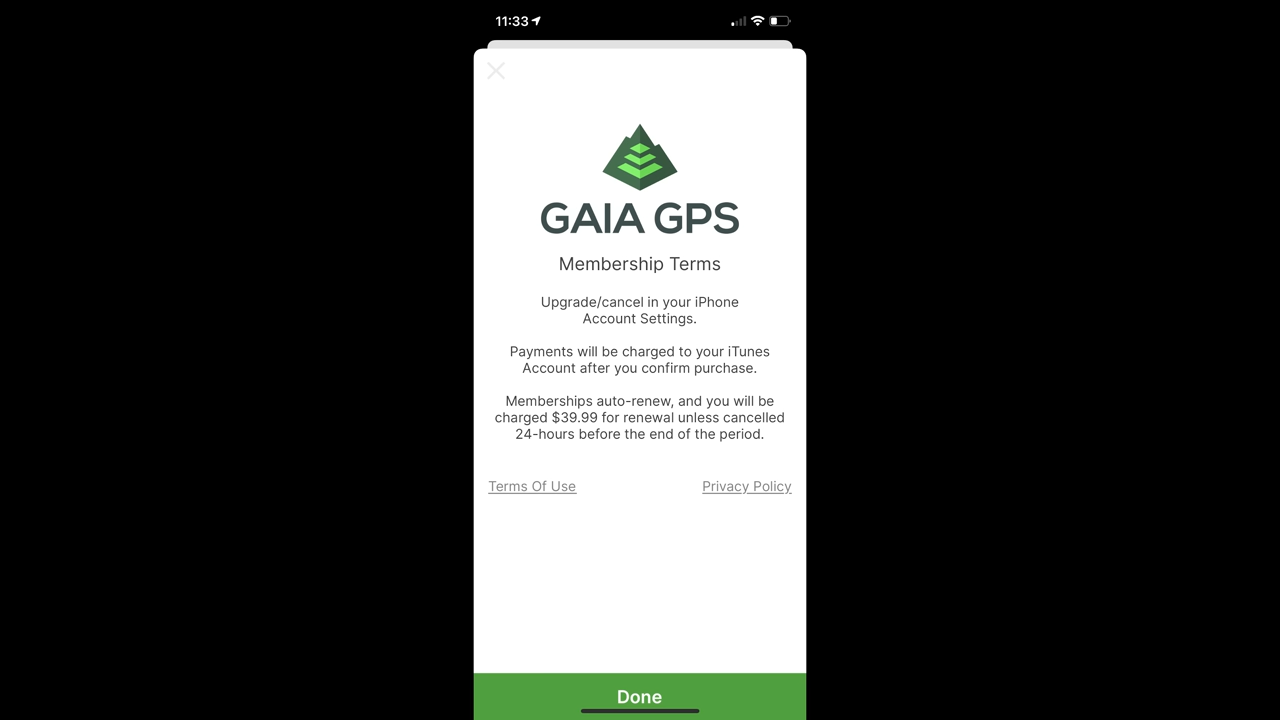 11:33
GAIA GPS
Membership Terms
Upgrade/cancel in your iPhone
Account Settings.
Payments will be charged to your iTunes
Account after you confirm purchase.
Memberships auto-renew, and you will be
charged $39.99 for renewal unless cancelled
24-hours before the end of the period.
Terms Of Use
Privacy Policy
Done